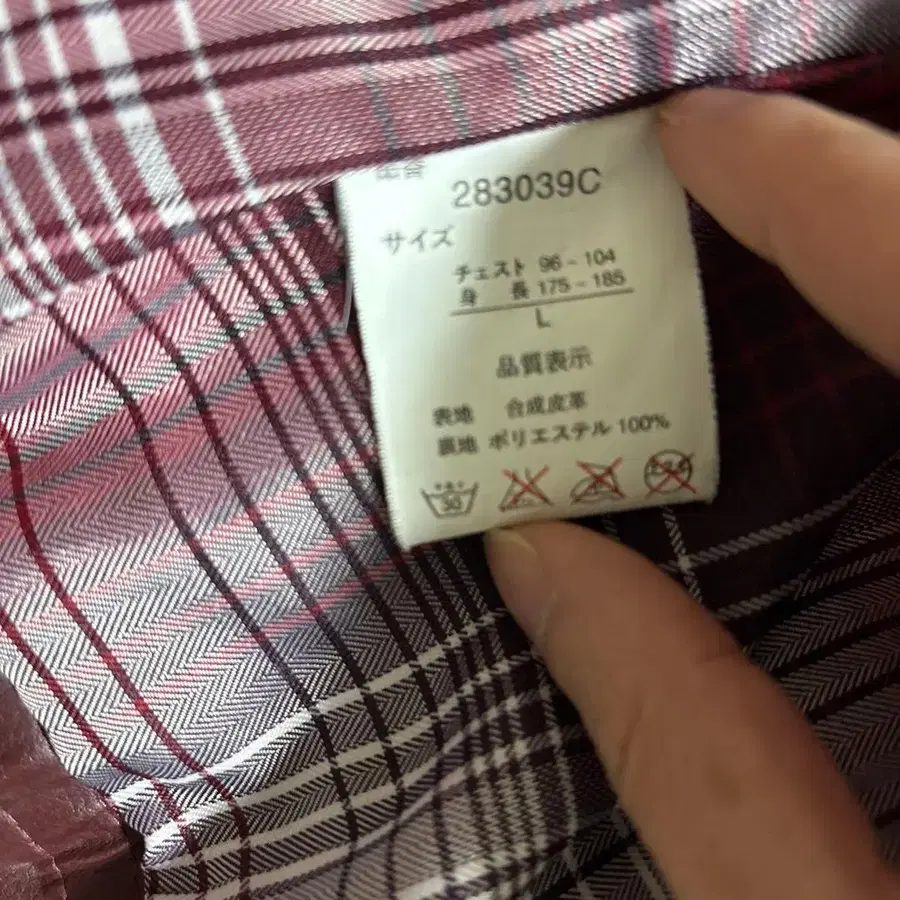 283039C
サイズ
チェスト 96 - 104
身 長 175 - 185
L
品質表示
表地 合成皮革
裏地 ポリエステル 100%
30